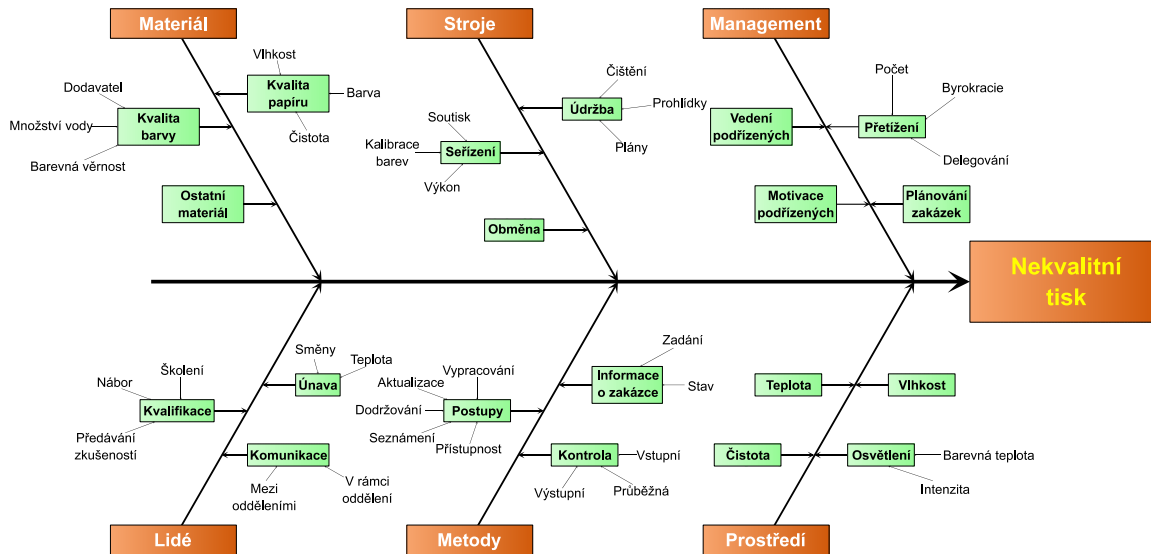 Materiál
Stroje
Management
Vlhkost
Kvalita
papíru
Barva
Čistota
Dodavatel
Množství vody
Kvalita
barvy
Barevná věrnost
Ostatní
materiál
Čištění
Údržba
Prohlídky
Plány
Soutisk
Kalibrace
barev
Seřízení
Výkon
Obměna
Počet
Byrokracie
Vedení
podřízených
Přetížení
Delegování
Motivace
podřízených
Plánování
zakázek
Nekvalitní
tisk
Směny
Teplota
Únava
Školení
Nábor
Kvalifikace
Předávání
zkušeností
Komunikace
Mezi
odděleními
V rámci
oddělení
Zadání
Informace
o zakázce
Stav
Vypracování
Aktualizace
Dodržování
Postupy
Seznámení
Přístupnost
Kontrola
Vstupní
Výstupní
Průběžná
Teplota
Vlhkost
Čistota
Osvětlení
Barevná teplota
Intenzita
Lidé
Metody
Prostředí